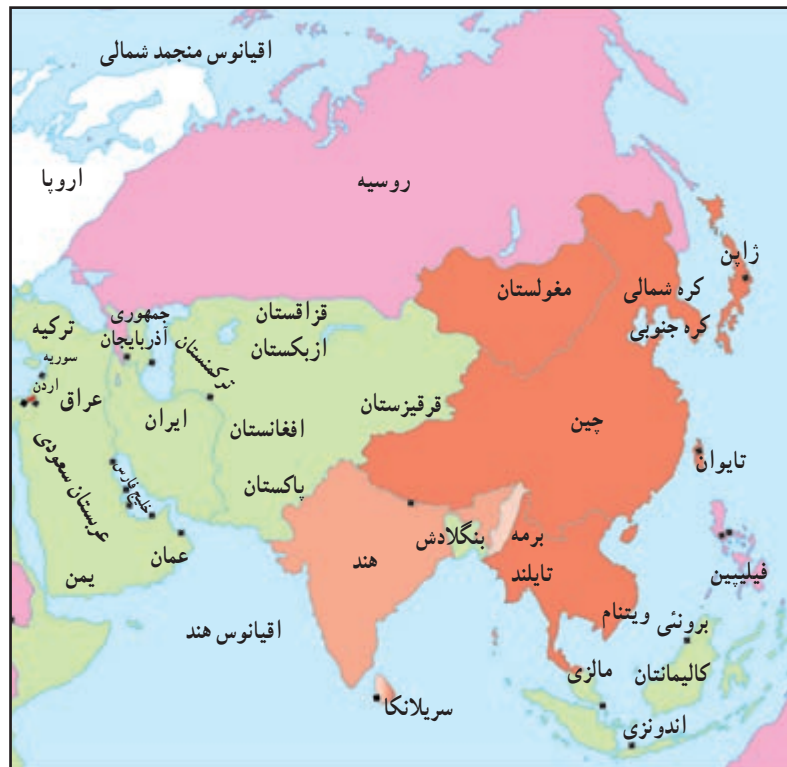 اقیانوس منجمد شمالی
اروپا
روسیه
ژاپن
مغولستان
کره شمالی
کره جنوبی
قزاقستان
ازبکستان
ترکمنستان
جمهوری
آذربایجان
ترکیه
سوریه
اردن
عراق
ایران
افغانستان
قرقیزستان
چین
تایوان
پاکستان
خلیج فارس
عربستان سعودی
عمان
یمن
هند
بنگلادش
برمه
تایلند
ویتنام
فیلیپین
برونئی
اقیانوس هند
مالزی
کالیمانتان
سریلانکا
اندونزی